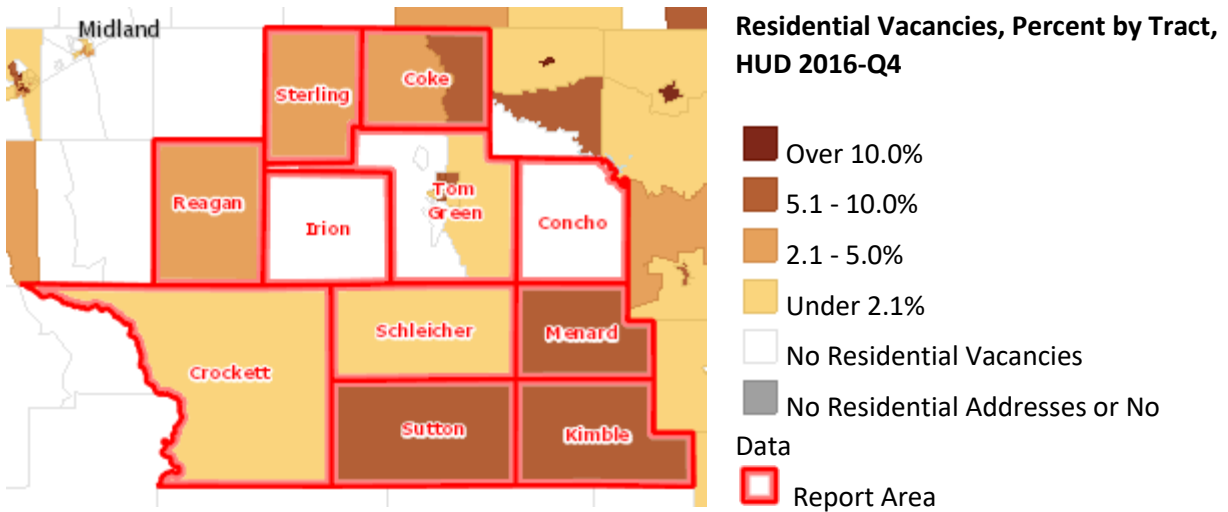 Midland
Sterling
Coke
Reagan
Irion
Tom
Green
Concho
Crockett
Schleicher
Menard
Sutton
Kimble
Residential Vacancies, Percent by Tract,
HUD 2016-Q4
Over 10.0%
5.1 - 10.0%
2.1 - 5.0%
Under 2.1%
No Residential Vacancies
No Residential Addresses or No
Data
Report Area